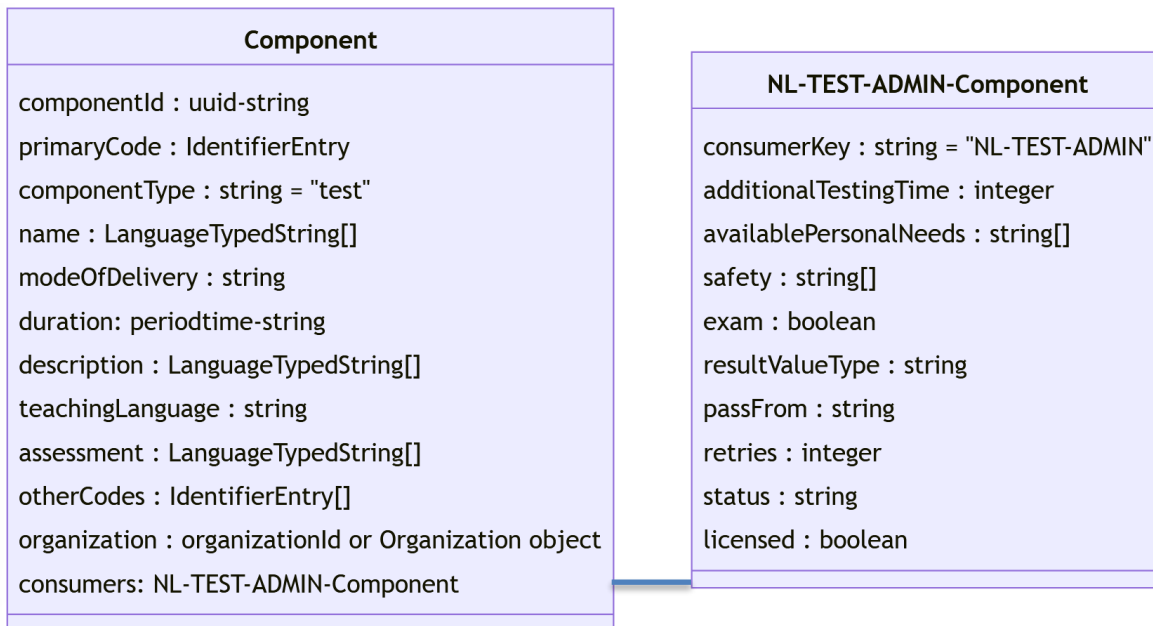 Component
componentId : uuid-string
primaryCode : IdentifierEntry
componentType : string = "test"
name : LanguageTypedString[]
modeOfDelivery : string
duration: periodtime-string
description : LanguageTypedString[]
teachingLanguage : string
assessment : LanguageTypedString[]
otherCodes : IdentifierEntry[]
organization : organizationId or Organization object
consumers: NL-TEST-ADMIN-Component
NL-TEST-ADMIN-Component
consumerKey : string = "NL-TEST-ADMIN"
additionalTestingTime : integer
availablePersonalNeeds : string[]
safety : string[]
exam : boolean
resultValueType : string
passFrom : string
retries : integer
status : string
licensed : boolean